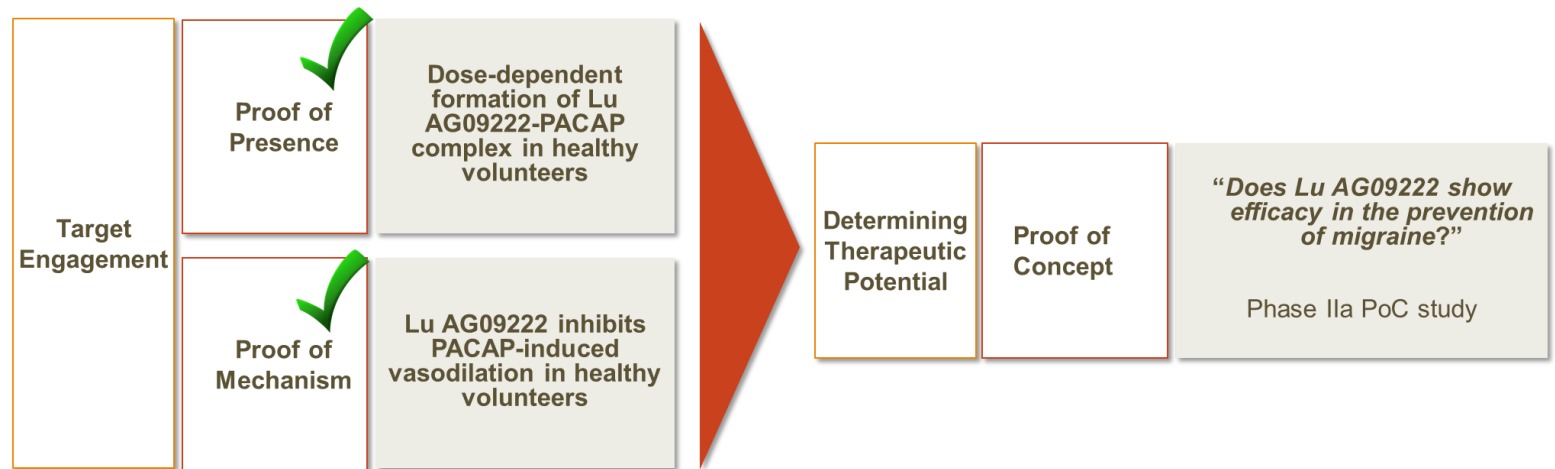 Target
Engagement
Proof of
Presence
Dose-dependent
formation of Lu
AG09222-PACAP
complex in healthy
volunteers
Proof of
Mechanism
Lu AG09222 inhibits
PACAP-induced
vasodilation in healthy
volunteers
Determining
Therapeutic
Potential
Proof of
Concept
“Does Lu AG09222 show
efficacy in the prevention
of migraine?”
Phase IIa PoC study